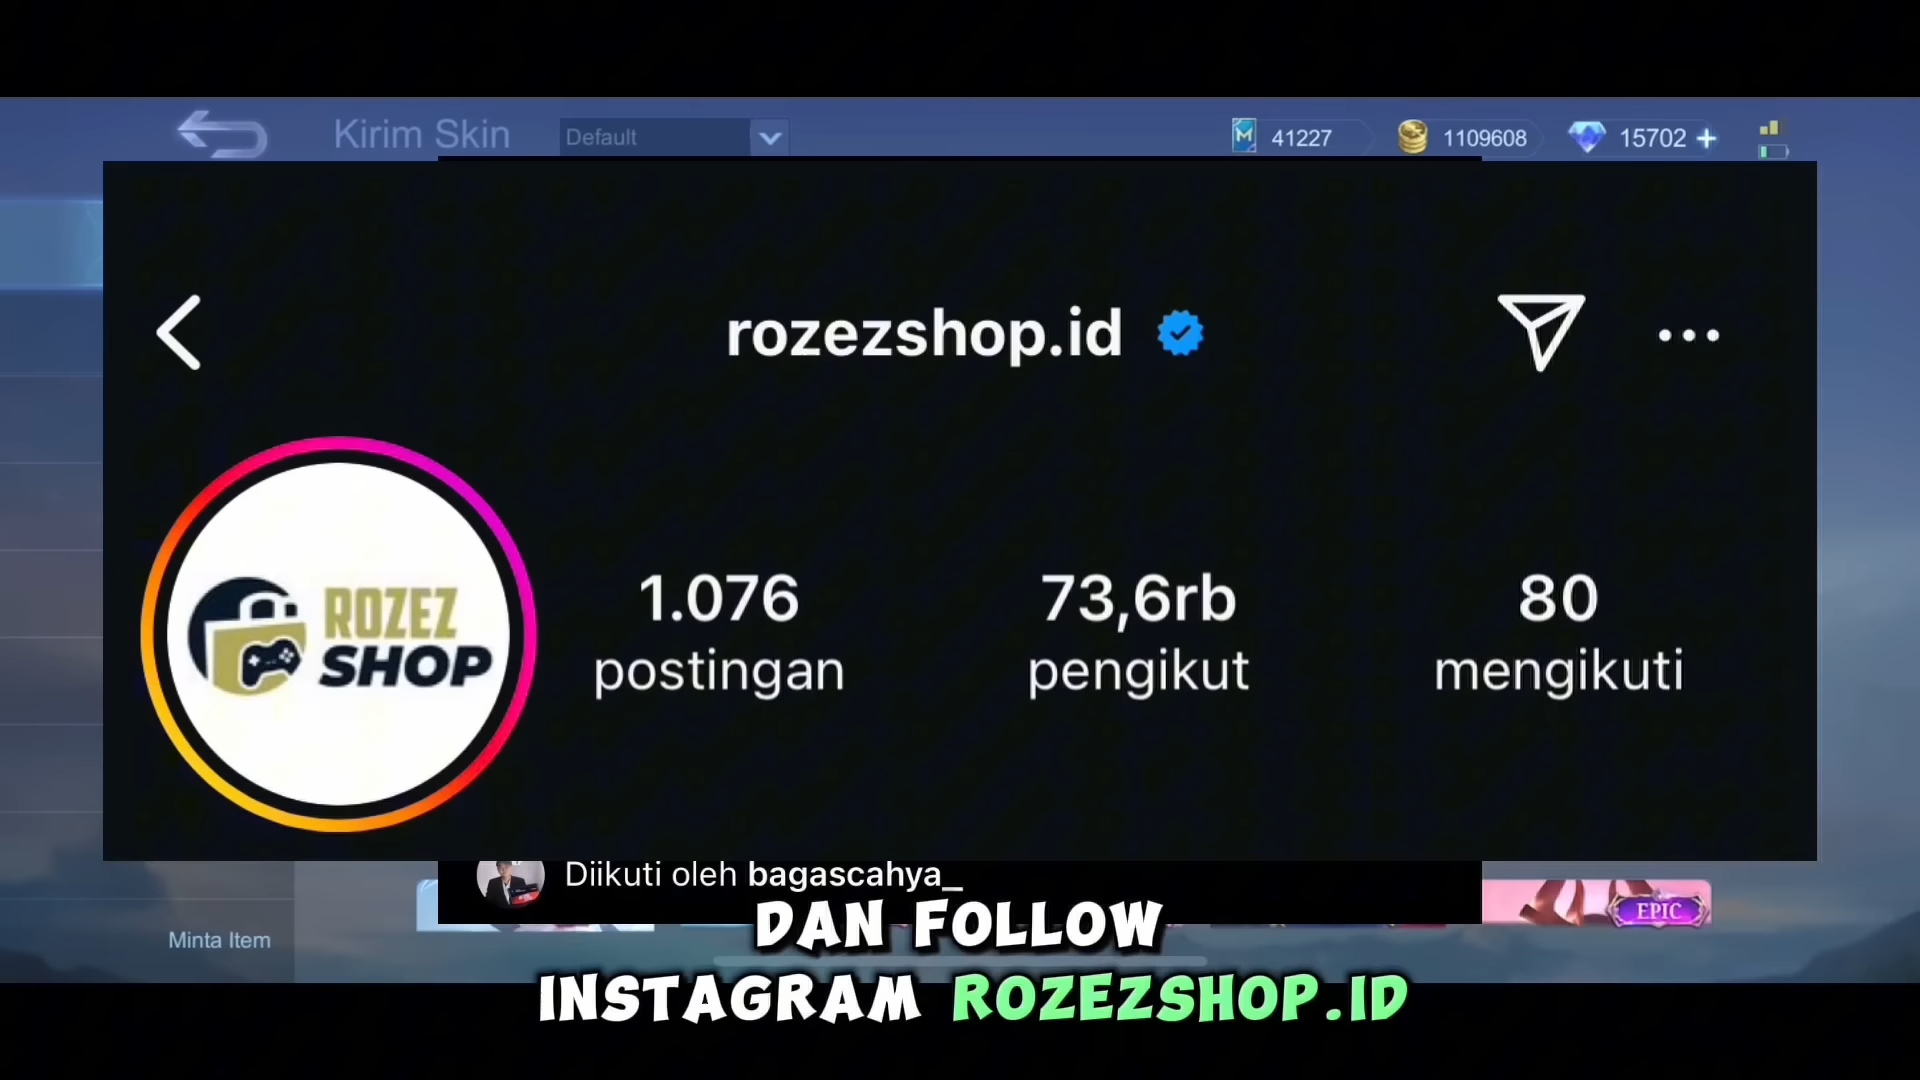 Kirim Skin
Default
41227
1109608
15702
rozezshop.id
ROZEZ
SHOP
1.076
postingan
73,6rb
pengikut
80
mengikuti
Diikuti oleh bagascahya_
EPIC
Minta Item
DAN FOLLOW
INSTAGRAM ROZEZSHOP.ID